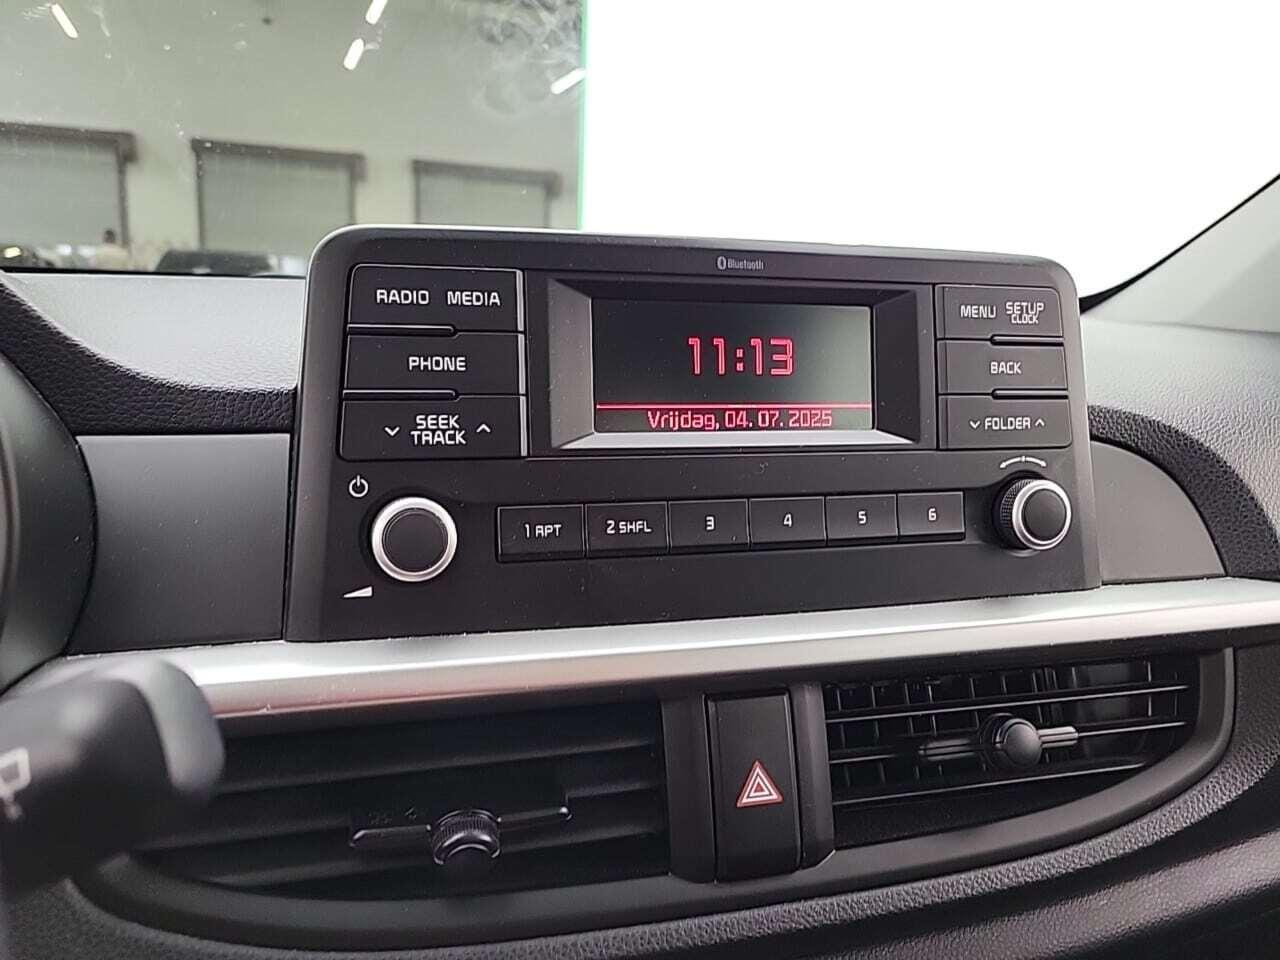 Bluetooth
RADIO MEDIA
PHONE
SEEK
TRACK
11:13
Vrijdag, 04. 07. 2025
MENU SETUP
CLOCK
BACK
FOLDER
1 RPT
2 SHFL
3
4
5
6